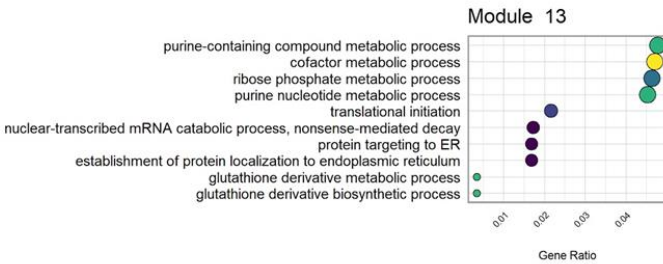 Module 13
purine-containing compound metabolic process
cofactor metabolic process
ribose phosphate metabolic process
purine nucleotide metabolic process
translational initiation
nuclear-transcribed mRNA catabolic process, nonsense-mediated decay
protein targeting to ER
establishment of protein localization to endoplasmic reticulum
glutathione derivative metabolic process
glutathione derivative biosynthetic process
0.01 0.02 0.03 0.04
Gene Ratio